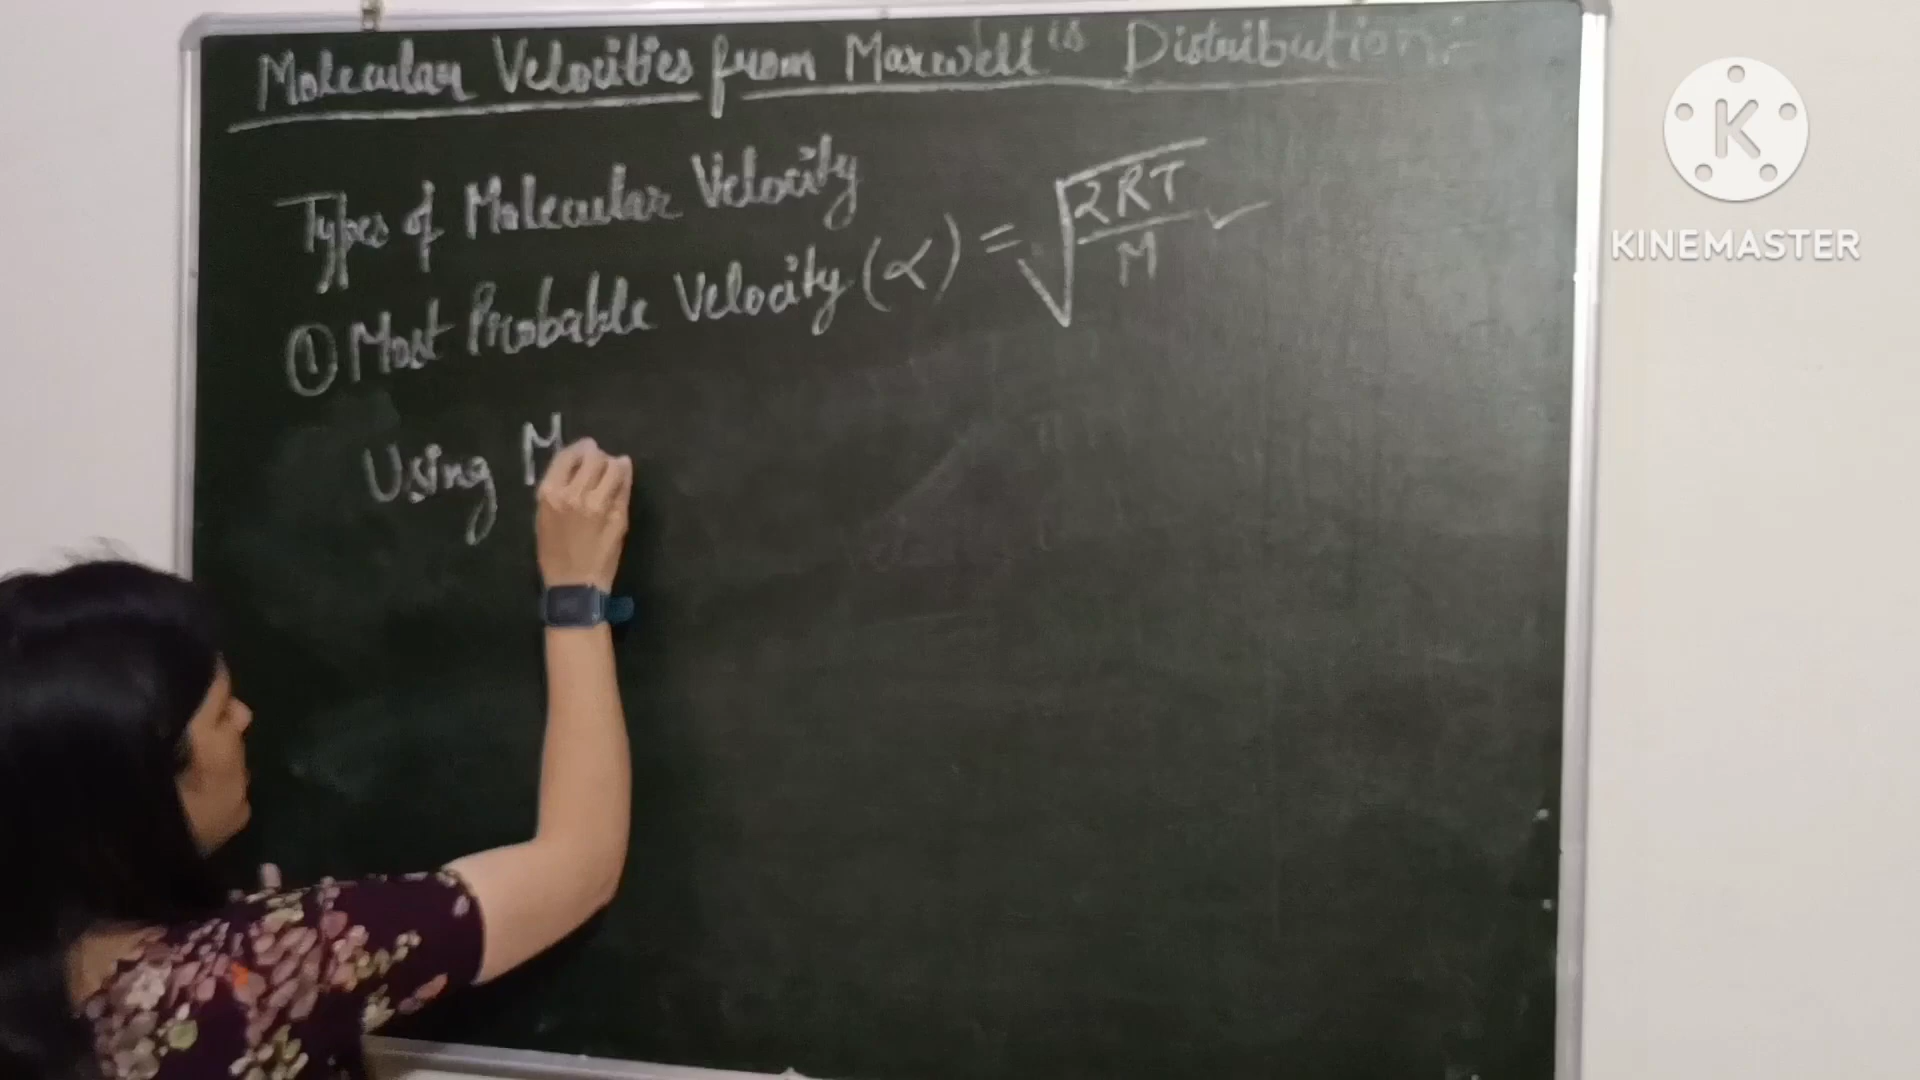 Molecular Velocities from Maxwell's Distribution:-
Types of Molecular Velocity
① Most Probable Velocity (α) = √(2RT/M) ✓
Using M
K
KINEMASTER